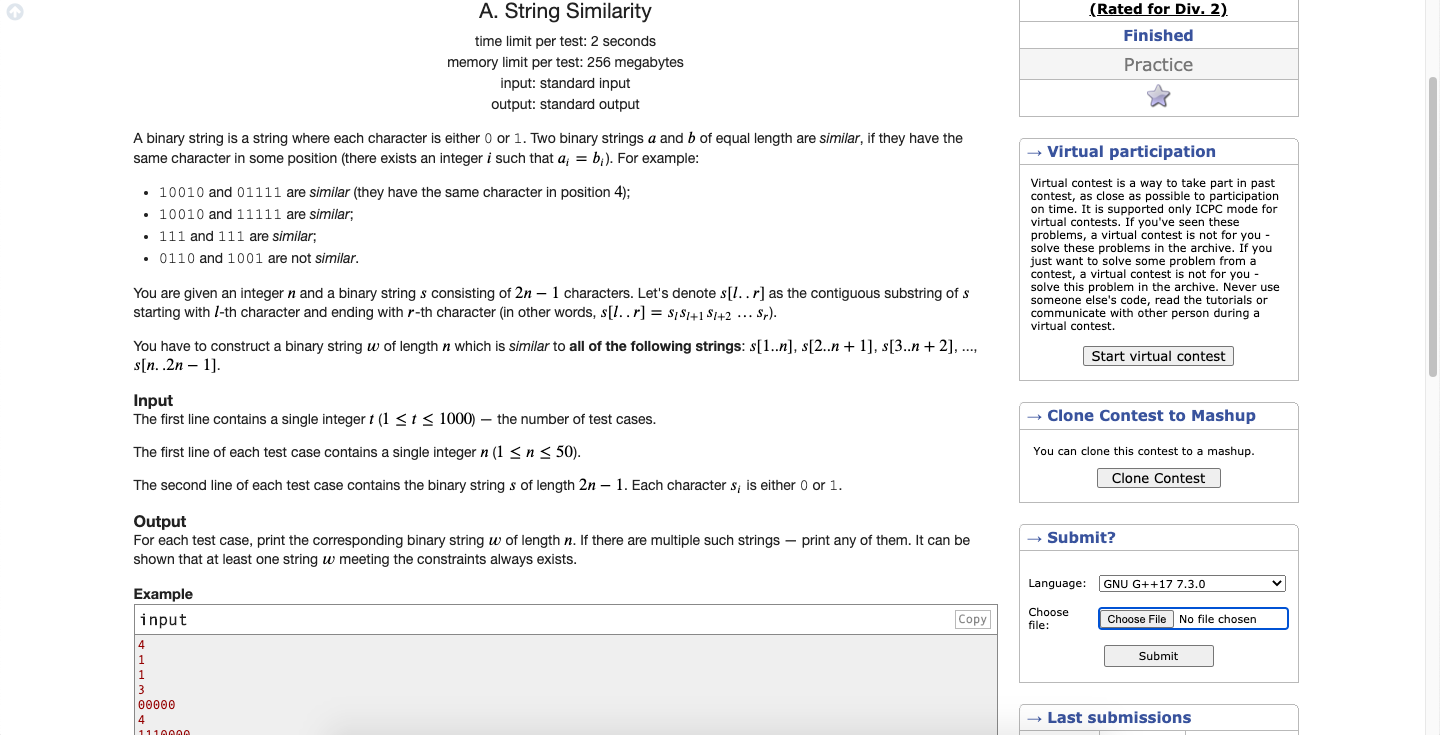 A. String Similarity
time limit per test: 2 seconds
memory limit per test: 256 megabytes
input: standard input
output: standard output
A binary string is a string where each character is either 0 or 1. Two binary strings a and b of equal length are similar, if they have the
same character in some position (there exists an integer i such that aᵢ = bᵢ). For example:
• 10010 and 01111 are similar (they have the same character in position 4);
• 10010 and 11111 are similar;
• 111 and 111 are similar;
• 0110 and 1001 are not similar.
You are given an integer n and a binary string s consisting of 2n − 1 characters. Let's denote s[l..r] as the contiguous substring of s
starting with l-th character and ending with r-th character (in other words, s[l..r] = sₗsₗ₊₁sₗ₊₂ … sᵣ).
You have to construct a binary string w of length n which is similar to all of the following strings: s[1..n], s[2..n + 1], s[3..n + 2], ...,
s[n..2n − 1].
Input
The first line contains a single integer t (1 ≤ t ≤ 1000) — the number of test cases.
The first line of each test case contains a single integer n (1 ≤ n ≤ 50).
The second line of each test case contains the binary string s of length 2n − 1. Each character sᵢ is either 0 or 1.
Output
For each test case, print the corresponding binary string w of length n. If there are multiple such strings — print any of them. It can be
shown that at least one string w meeting the constraints always exists.
Example
input
Copy
4
1
1
3
00000
4
1110000
(Rated for Div. 2)
Finished
Practice
→ Virtual participation
Virtual contest is a way to take part in past
contest, as close as possible to participation
on time. It is supported only ICPC mode for
virtual contests. If you've seen these
problems, a virtual contest is not for you -
solve these problems in the archive. If you
just want to solve some problem from a
contest, a virtual contest is not for you -
solve this problem in the archive. Never use
someone else's code, read the tutorials or
communicate with other person during a
virtual contest.
Start virtual contest
→ Clone Contest to Mashup
You can clone this contest to a mashup.
Clone Contest
→ Submit?
Language: GNU G++17 7.3.0
Choose
file:
Choose File No file chosen
Submit
→ Last submissions